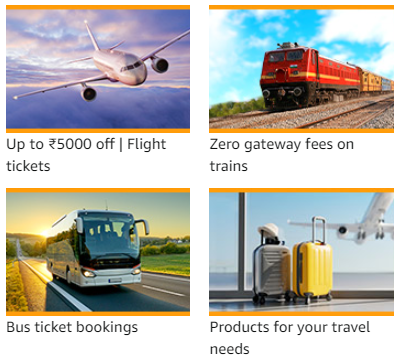 Up to ₹5000 off | Flight
tickets
Zero gateway fees on
trains
Bus ticket bookings
Products for your travel
needs